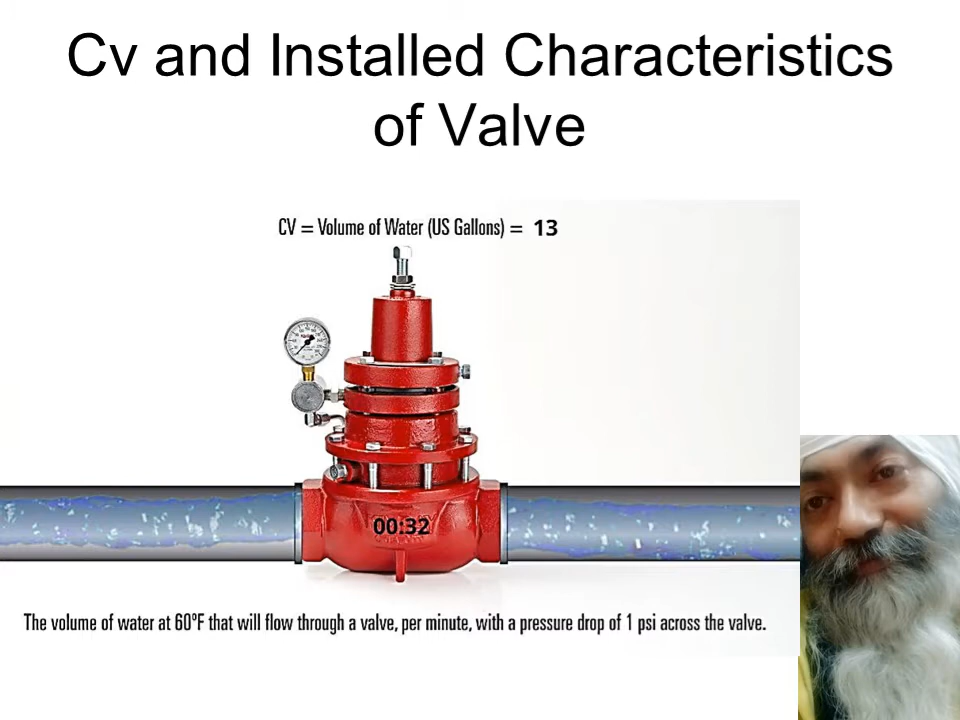 Cv and Installed Characteristics
of Valve
CV = Volume of Water (US Gallons) = 13
00:32
The volume of water at 60°F that will flow through a valve, per minute, with a pressure drop of 1 psi across the valve.